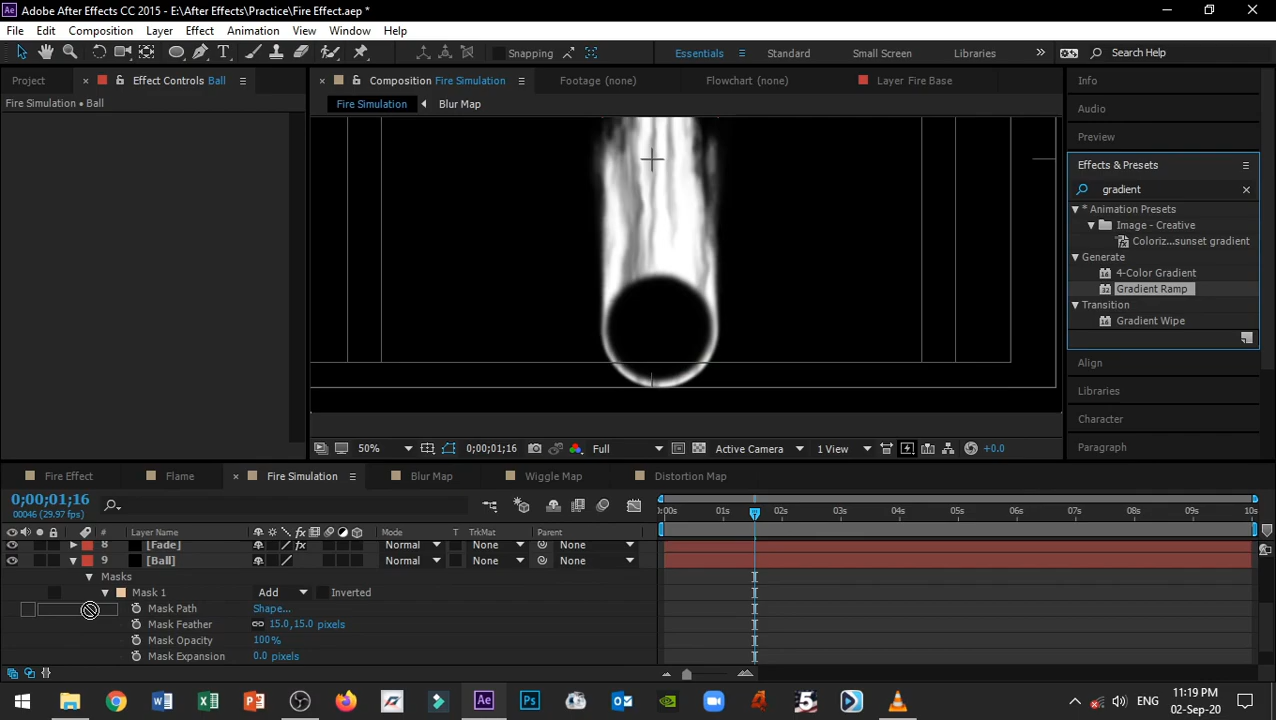 Ae Adobe After Effects CC 2015 - E:\After Effects\Practice\Fire Effect.aep *
File Edit Composition Layer Effect Animation View Window Help
Snapping Essentials Standard Small Screen Libraries Search Help
Project Effect Controls Ball Composition Fire Simulation Footage (none) Flowchart (none) Layer Fire Base Info
Fire Simulation • Ball Fire Simulation Blur Map
Audio
Preview
Effects & Presets
gradient
* Animation Presets
Image - Creative
Coloriz...sunset gradient
Generate
4-Color Gradient
Gradient Ramp
Transition
Gradient Wipe
Align
Libraries
Character
Paragraph
50% 0;00;01;16 Full Active Camera 1 View +0.0
Fire Effect Flame Fire Simulation Blur Map Wiggle Map Distortion Map
0;00;01;16
00046 (29.97 fps)
:00s 01s 02s 03s 04s 05s 06s 07s 08s 09s 10s
# Layer Name Mode T TrkMat Parent
8 [Fade] Normal None None
9 [Ball] Normal None None
Masks
Mask 1 Add Inverted
Mask Path Shape...
Mask Feather 15.0,15.0 pixels
Mask Opacity 100%
Mask Expansion 0.0 pixels
ENG 11:19 PM
02-Sep-20